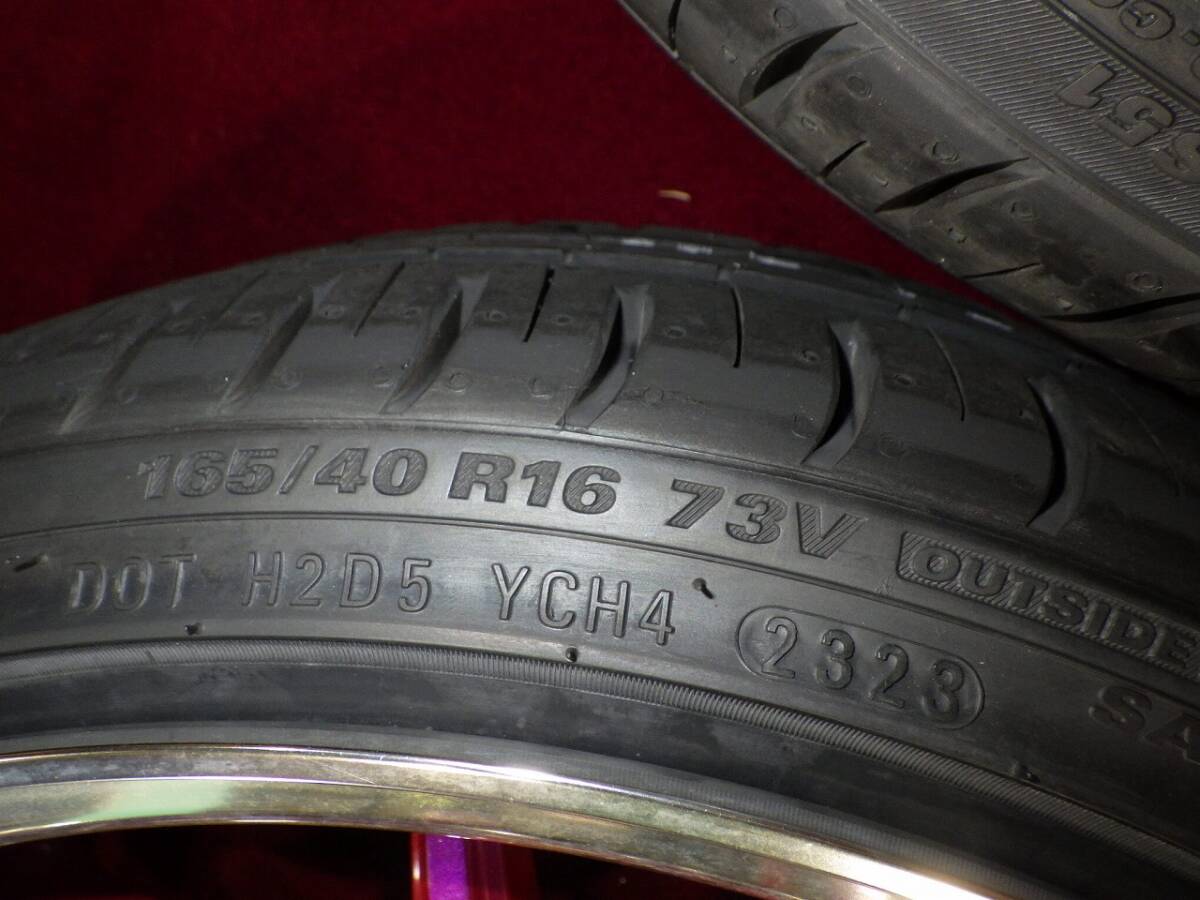 165/40 R16 73V OUTSIDE
DOT H2D5 YCH4 2323